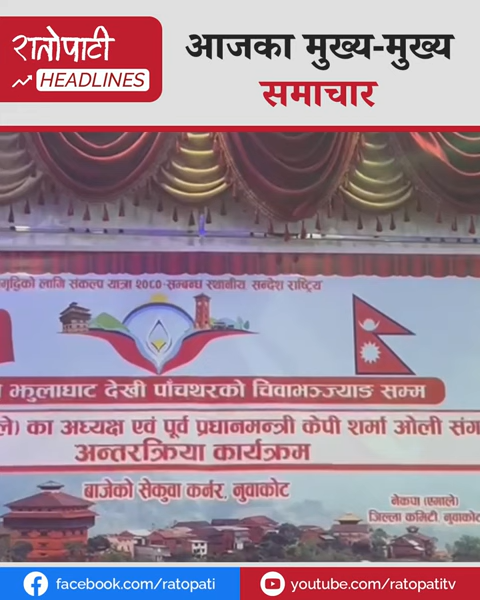 रातोपाटी
HEADLINES
आजका मुख्य-मुख्य
समाचार
मृद्धिको लागि संकल्प यात्रा २०८०-सम्बन्ध स्थानीय, सन्देश राष्ट्रिय
झुलाघाट देखी पाँचथरको चिवाभञ्ज्याङ सम्म
ले) का अध्यक्ष एवं पूर्व प्रधानमन्त्री केपी शर्मा ओली संग
अन्तरक्रिया कार्यक्रम
बाजेको सेकुवा कर्नर, नुवाकोट
नेकपा (एमाले)
जिल्ला कमिटी, नुवाकोट
facebook.com/ratopati
youtube.com/ratopatitv